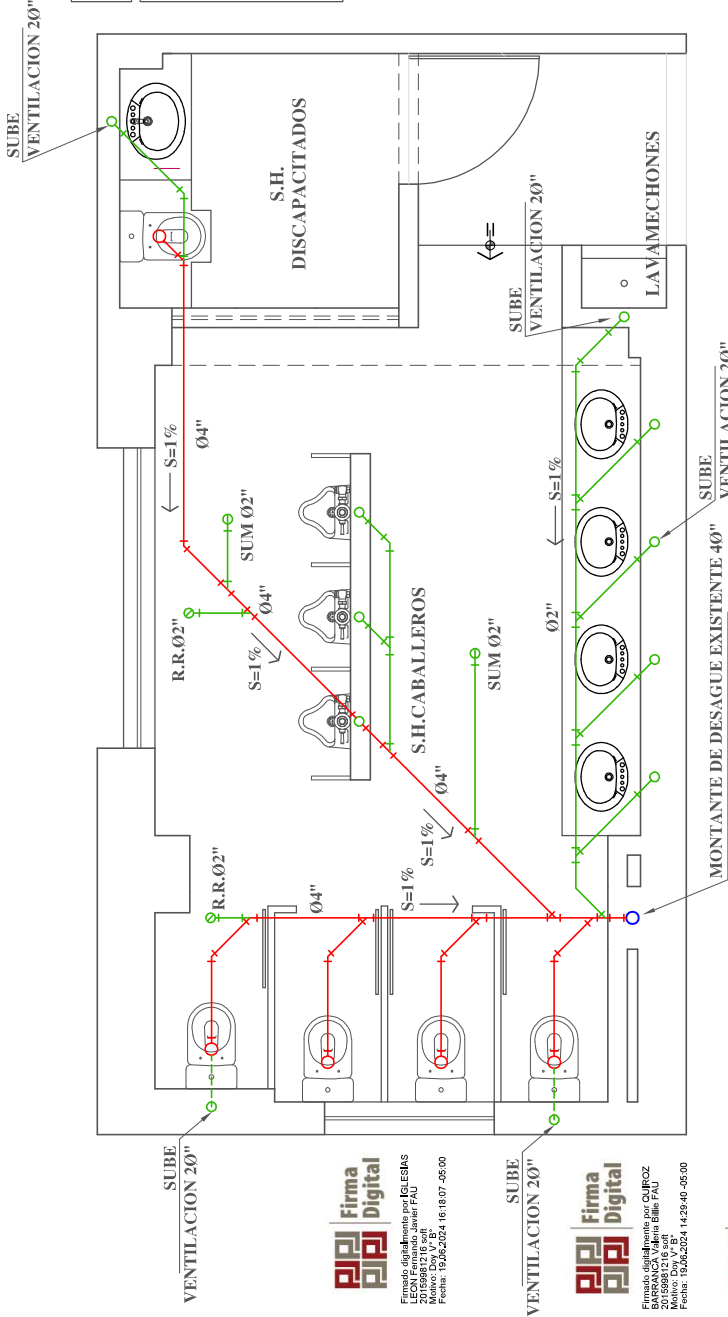 SUBE
VENTILACION 2Ø"
S.H.
DISCAPACITADOS
LAVAMECHONES
SUBE
VENTILACION 2Ø"
S=1%
Ø4"
SUM Ø2"
R.R.Ø2"
Ø4"
S=1%
S.H.CABALLEROS
SUM Ø2"
Ø4"
S=1%
S=1%
Ø2"
SUBE
VENTILACION 2Ø"
MONTANTE DE DESAGUE EXISTENTE 4Ø"
R.R.Ø2"
Ø4"
S=1%
SUBE
VENTILACION 2Ø"
SUBE
VENTILACION 2Ø"
Firma
Digital
Firmado digitalmente por IGLESIAS
LEON Fernando Javier FAU
20159981216 soft
Motivo: Doy V° B°
Fecha: 19.06.2024 16:18:07 -05:00
Firma
Digital
Firmado digitalmente por QUIROZ
BARRANCA Valeria Billie FAU
20159981216 soft
Motivo: Doy V° B°
Fecha: 19.06.2024 14:29:40 -05:00